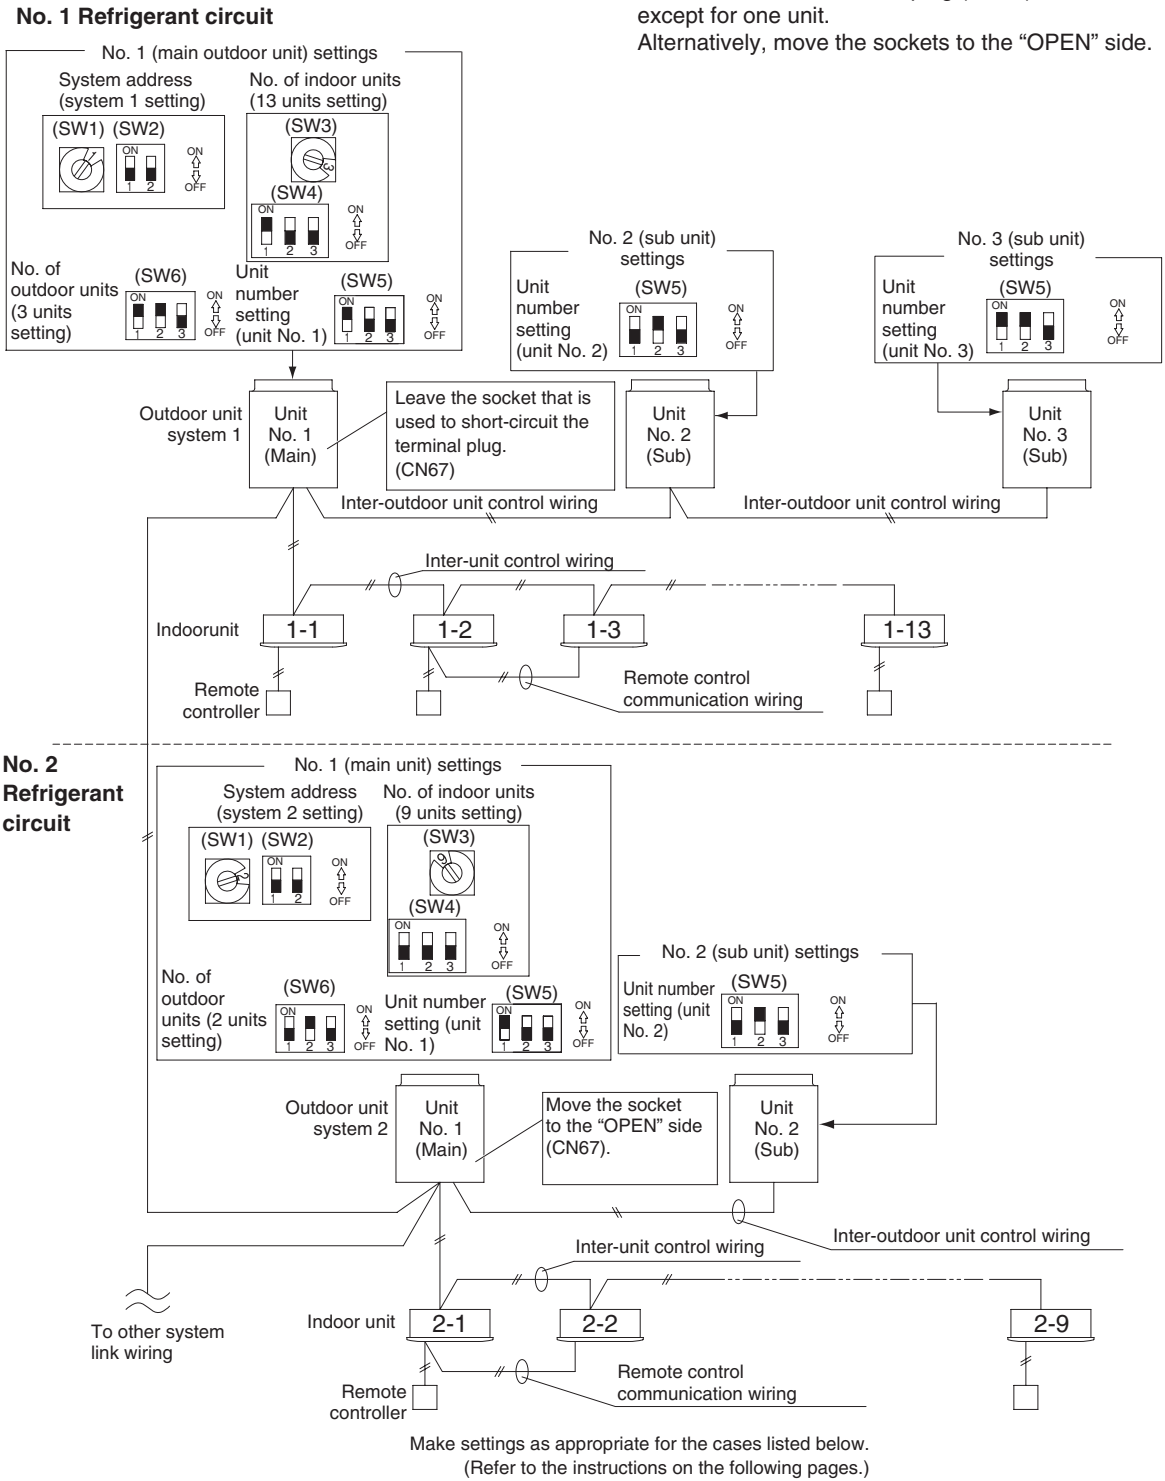 No. 1 Refrigerant circuit
except for one unit.
Alternatively, move the sockets to the “OPEN” side.
No. 1 (main outdoor unit) settings
System address
(system 1 setting)
No. of indoor units
(13 units setting)
(SW1) (SW2)
1
ON
1 2
ON
OFF
(SW3)
3
(SW4)
ON
1 2 3
ON
OFF
No. of
outdoor units
(3 units
setting)
(SW6)
ON
1 2 3
ON
OFF
Unit
number
setting
(unit No. 1)
(SW5)
ON
1 2 3
ON
OFF
No. 2 (sub unit)
settings
Unit
number
setting
(unit No. 2)
(SW5)
ON
1 2 3
ON
OFF
No. 3 (sub unit)
settings
Unit
number
setting
(unit No. 3)
(SW5)
ON
1 2 3
ON
OFF
Outdoor unit
system 1
Unit
No. 1
(Main)
Leave the socket that is
used to short-circuit the
terminal plug.
(CN67)
Unit
No. 2
(Sub)
Unit
No. 3
(Sub)
Inter-outdoor unit control wiring
Inter-outdoor unit control wiring
Inter-unit control wiring
Indoorunit
1-1
1-2
1-3
1-13
Remote
controller
Remote control
communication wiring
No. 2
Refrigerant
circuit
No. 1 (main unit) settings
System address
(system 2 setting)
No. of indoor units
(9 units setting)
(SW1) (SW2)
2
ON
1 2
ON
OFF
(SW3)
9
(SW4)
ON
1 2 3
ON
OFF
No. of
outdoor
units (2 units
setting)
(SW6)
ON
1 2 3
ON
OFF
Unit number
setting (unit
No. 1)
(SW5)
ON
1 2 3
ON
OFF
No. 2 (sub unit) settings
Unit number
setting (unit
No. 2)
(SW5)
ON
1 2 3
ON
OFF
Outdoor unit
system 2
Unit
No. 1
(Main)
Move the socket
to the “OPEN” side
(CN67).
Unit
No. 2
(Sub)
Inter-outdoor unit control wiring
Inter-unit control wiring
To other system
link wiring
Indoor unit
2-1
2-2
2-9
Remote
controller
Remote control
communication wiring
Make settings as appropriate for the cases listed below.
(Refer to the instructions on the following pages.)